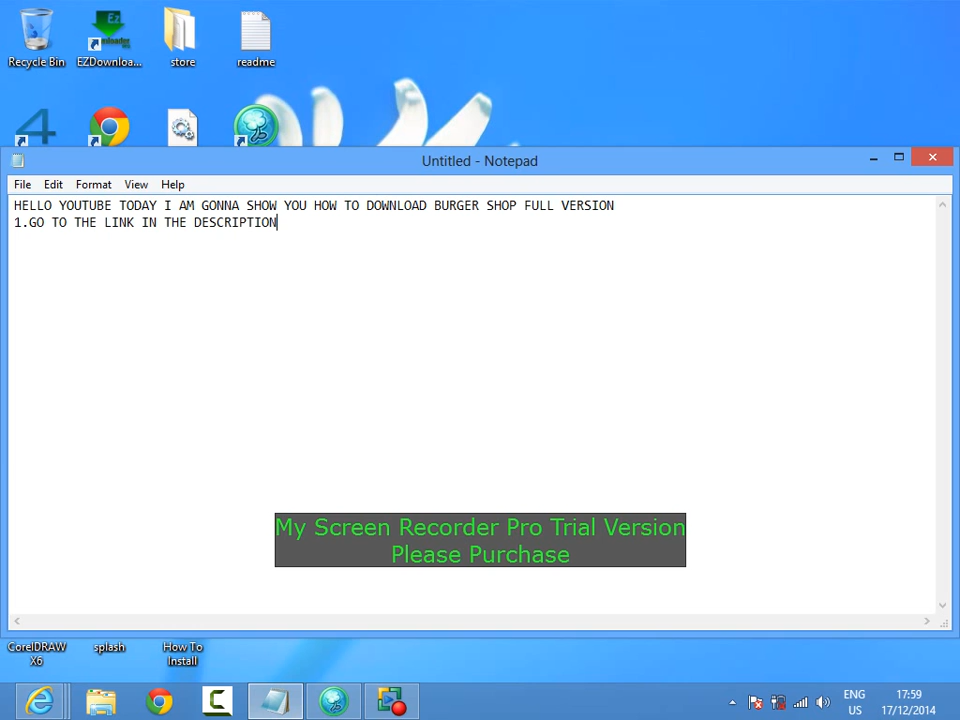 Recycle Bin
EZDownloa...
store
readme
Untitled - Notepad
File Edit Format View Help
HELLO YOUTUBE TODAY I AM GONNA SHOW YOU HOW TO DOWNLOAD BURGER SHOP FULL VERSION
1.GO TO THE LINK IN THE DESCRIPTION
My Screen Recorder Pro Trial Version
Please Purchase
CorelDRAW
X6
splash
How To
Install
ENG
US
17:59
17/12/2014